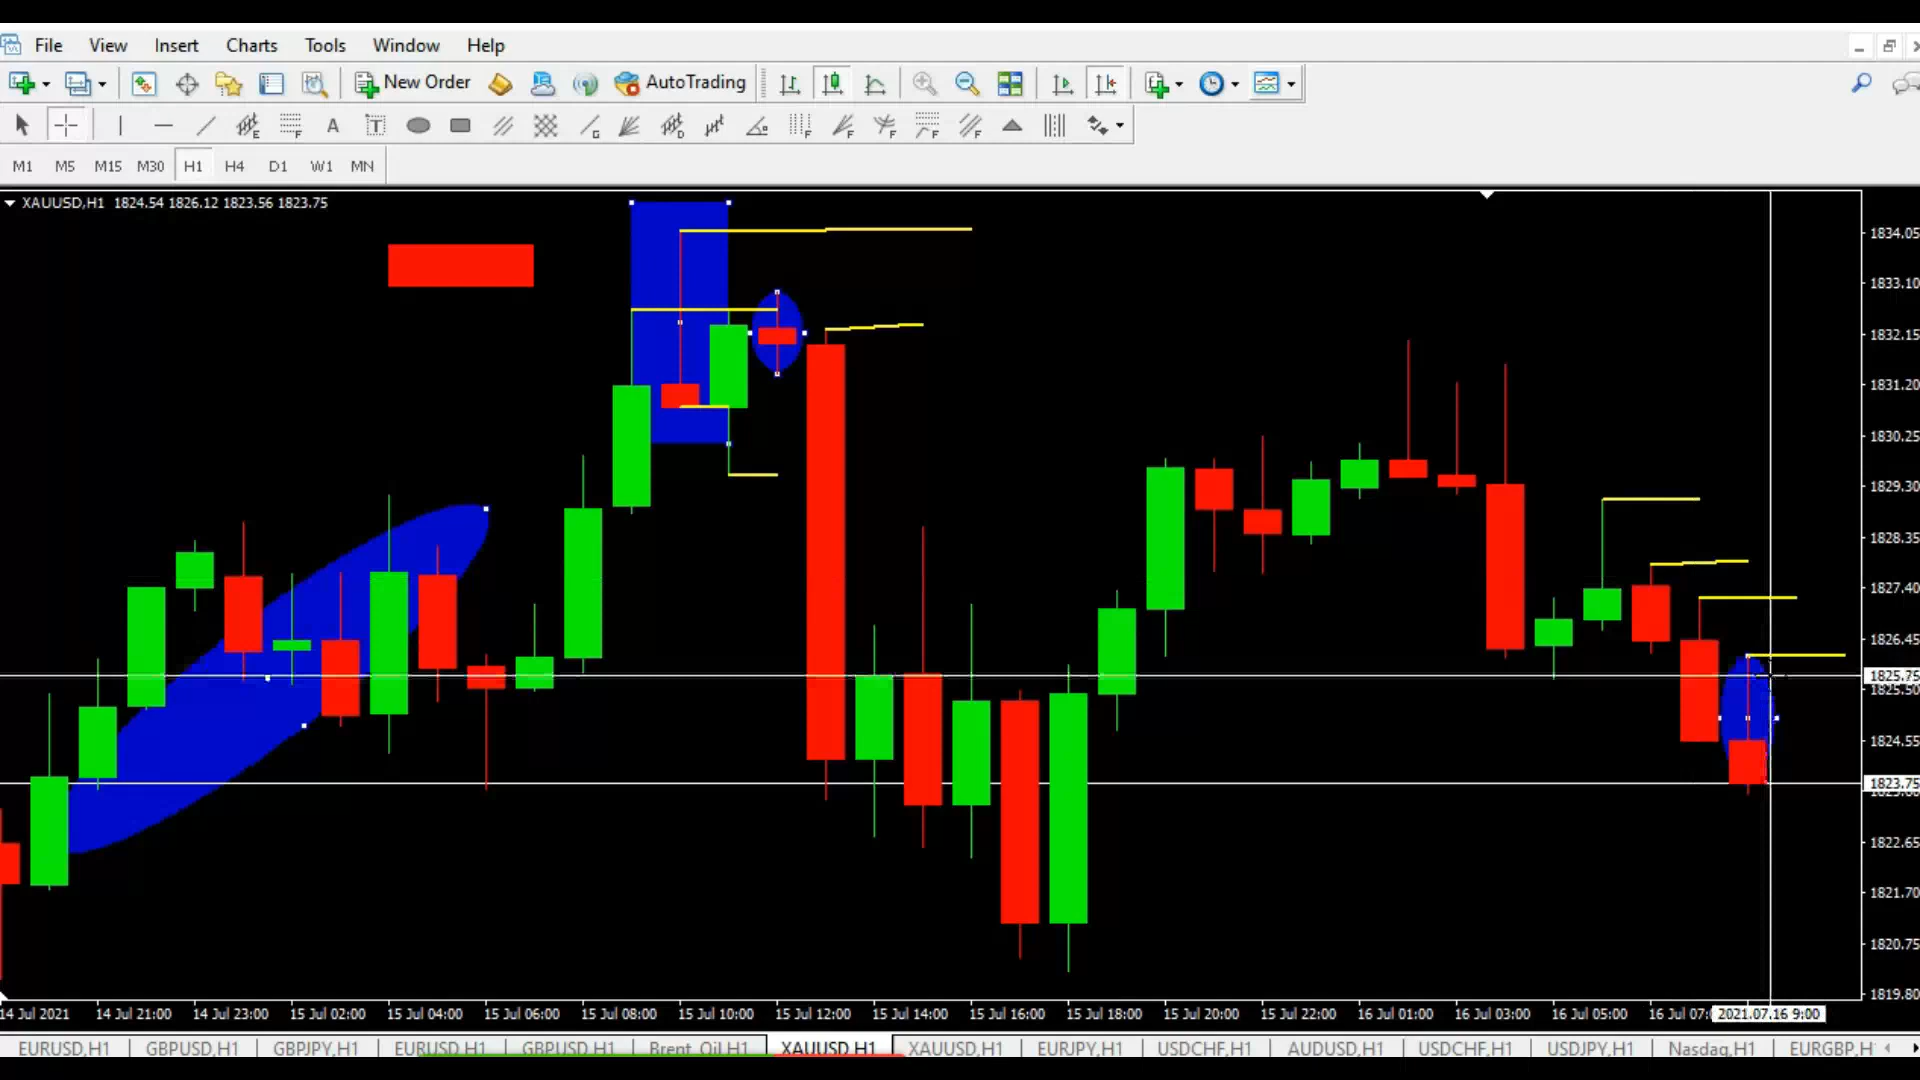 File View Insert Charts Tools Window Help
New Order AutoTrading
A T E F G D F F F F F
M1 M5 M15 M30 H1 H4 D1 W1 MN
XAUUSD,H1 1824.54 1826.12 1823.56 1823.75
1834.05
1833.10
1832.15
1831.20
1830.25
1829.30
1828.35
1827.40
1826.45
1825.75
1825.50
1824.55
1823.75
1822.65
1821.70
1820.75
1819.80
14 Jul 2021 14 Jul 21:00 14 Jul 23:00 15 Jul 02:00 15 Jul 04:00 15 Jul 06:00 15 Jul 08:00 15 Jul 10:00 15 Jul 12:00 15 Jul 14:00 15 Jul 16:00 15 Jul 18:00 15 Jul 20:00 15 Jul 22:00 16 Jul 01:00 16 Jul 03:00 16 Jul 05:00 16 Jul 07: 2021.07.16 9:00
EURUSD,H1 GBPUSD,H1 GBPJPY,H1 EURUSD,H1 GBPUSD,H1 Brent_Oil,H1 XAUUSD,H1 XAUUSD,H1 EURJPY,H1 USDCHF,H1 AUDUSD,H1 USDCHF,H1 USDJPY,H1 Nasdaq,H1 EURGBP,H